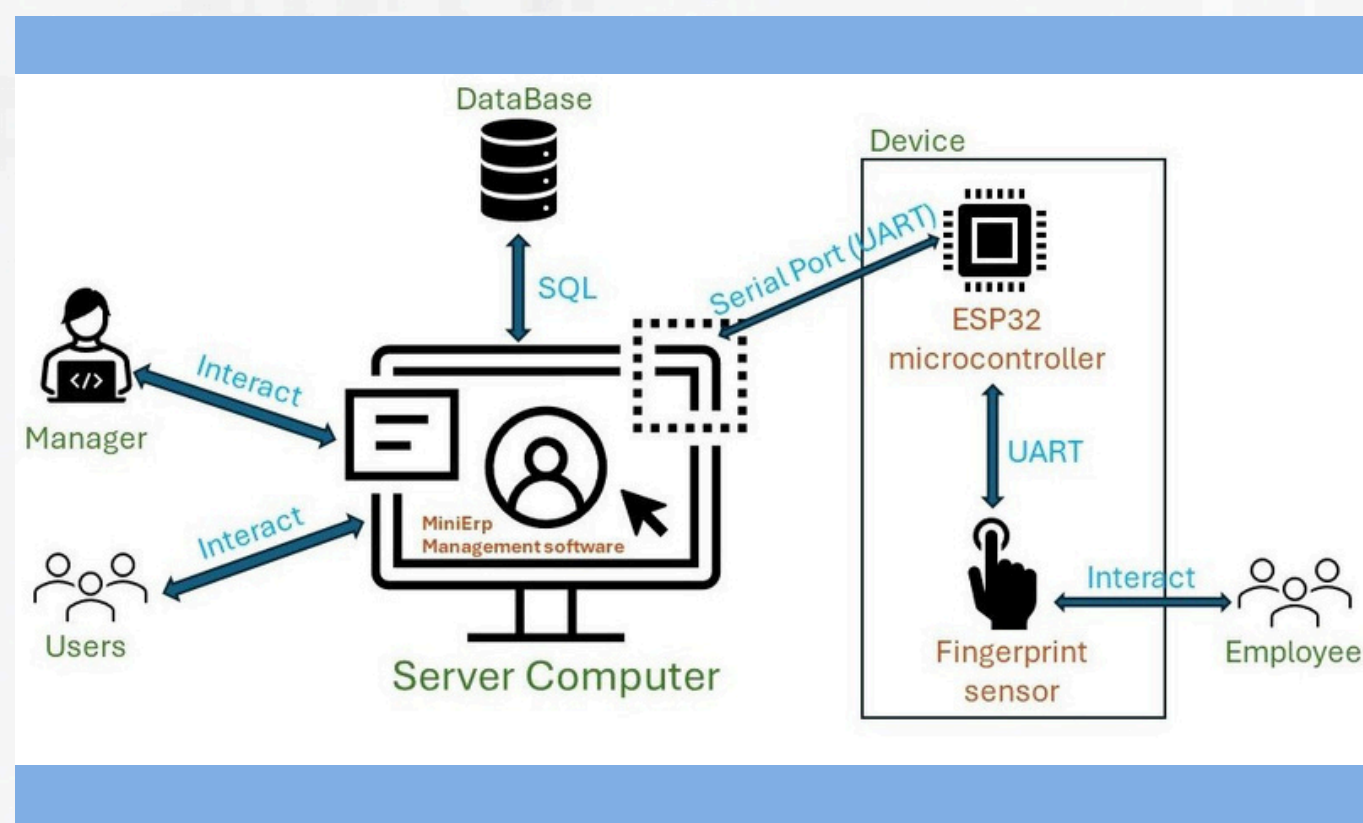 DataBase
SQL
Device
Serial Port (UART)
ESP32
microcontroller
UART
Interact
Manager
Interact
Users
MiniErp
Management software
Server Computer
Interact
Fingerprint
sensor
Employee